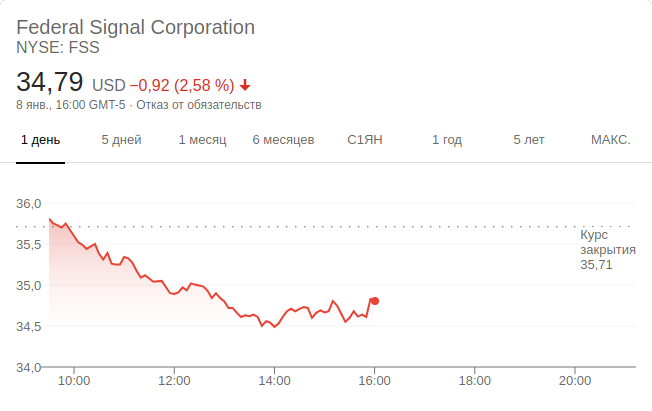 Federal Signal Corporation
NYSE: FSS
34,79 USD −0,92 (2,58 %)
8 янв., 16:00 GMT-5 · Отказ от обязательств
1 день 5 дней 1 месяц 6 месяцев С1ЯН 1 год 5 лет МАКС.
36,0
Курс
35,5
закрытия
35,71
35,0
34,5
34,0
10:00 12:00 14:00 16:00 18:00 20:00